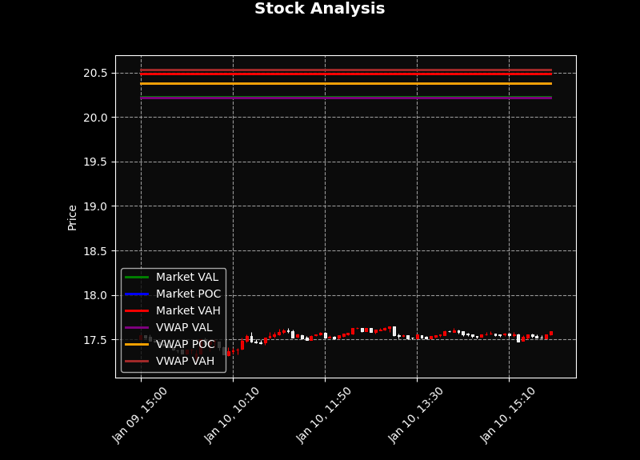 Stock Analysis
Price
20.5
20.0
19.5
19.0
18.5
18.0
17.5
Market VAL
Market POC
Market VAH
VWAP VAL
VWAP POC
VWAP VAH
Jan 09, 15:00
Jan 10, 10:10
Jan 10, 11:50
Jan 10, 13:30
Jan 10, 15:10